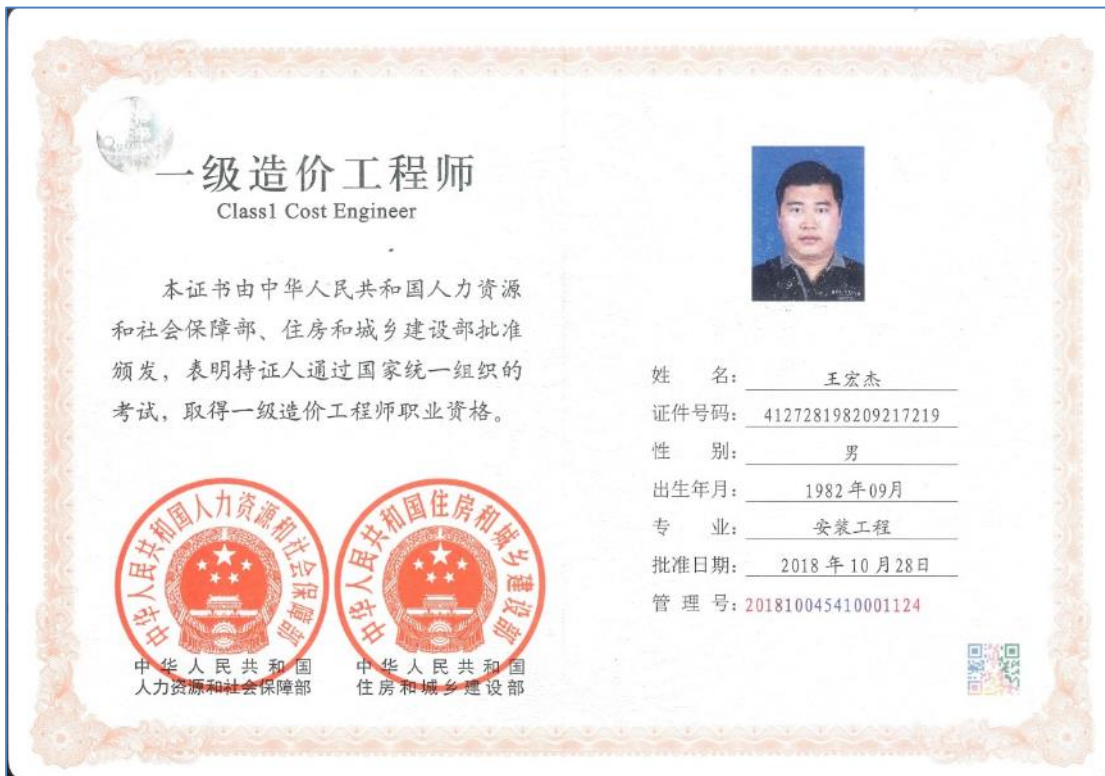 一级造价工程师
Class1 Cost Engineer
本证书由中华人民共和国人力资源
和社会保障部、住房和城乡建设部批准
颁发，表明持证人通过国家统一组织的
考试，取得一级造价工程师职业资格。
中华人民共和国人力资源和社会保障部
中华人民共和国住房和城乡建设部
中华人民共和国
人力资源和社会保障部
中华人民共和国
住房和城乡建设部
姓 名： 王宏杰
证件号码： 412728198209217219
性 别： 男
出生年月： 1982年09月
专 业： 安装工程
批准日期： 2018年10月28日
管 理 号：201810045410001124